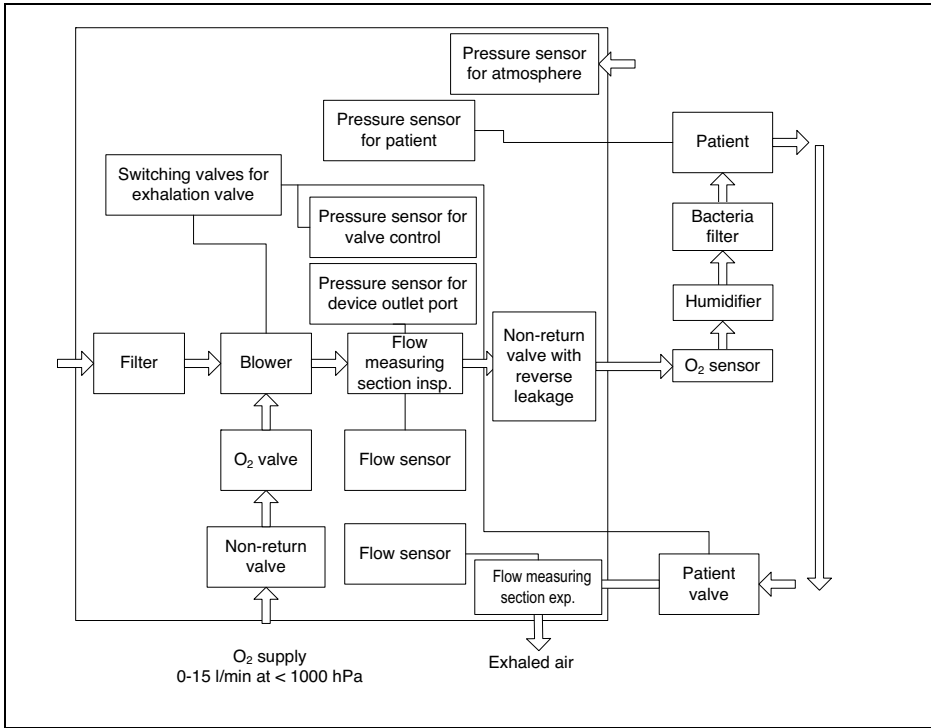 Pressure sensor
for atmosphere
Pressure sensor
for patient
Patient
Switching valves for
exhalation valve
Pressure sensor for
valve control
Bacteria
filter
Pressure sensor for
device outlet port
Humidifier
Filter
Blower
Flow
measuring
section insp.
Non-return
valve with
reverse
leakage
O₂ sensor
O₂ valve
Flow sensor
Non-return
valve
Flow sensor
Flow measuring
section exp.
Patient
valve
O₂ supply
0-15 l/min at < 1000 hPa
Exhaled air